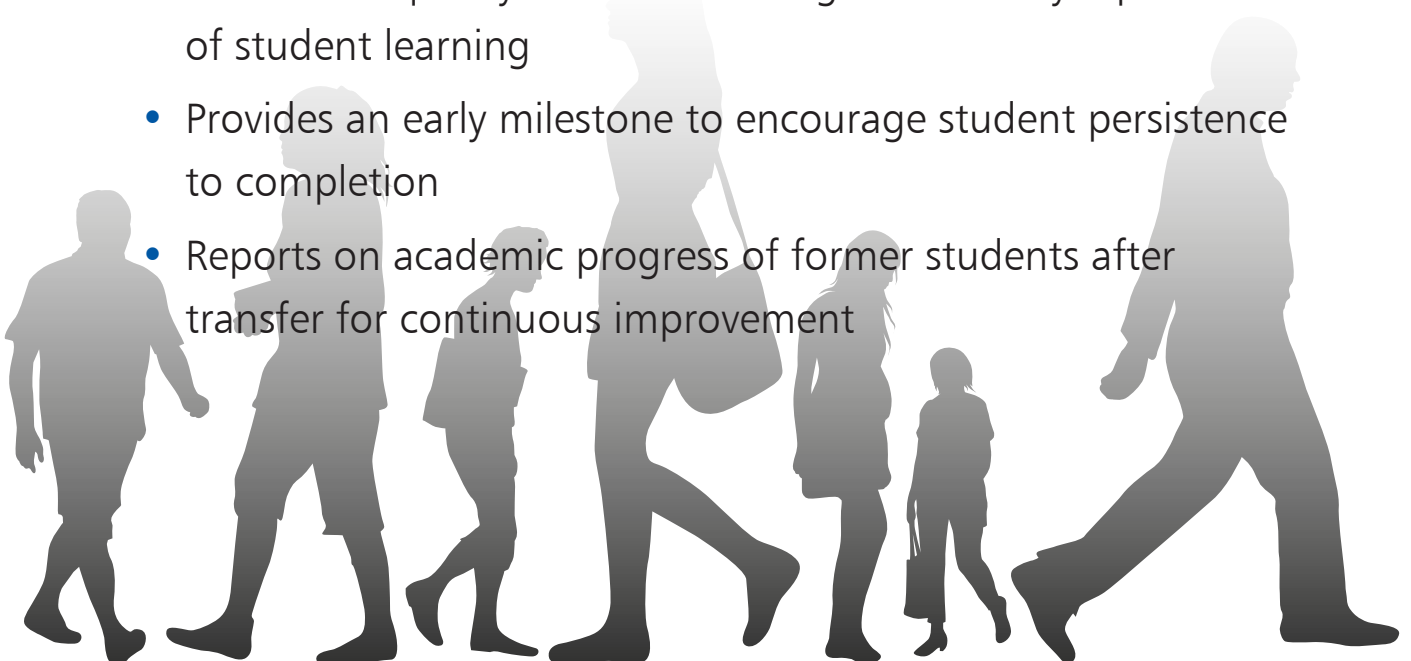 of student learning
• Provides an early milestone to encourage student persistence
to completion
• Reports on academic progress of former students after
transfer for continuous improvement